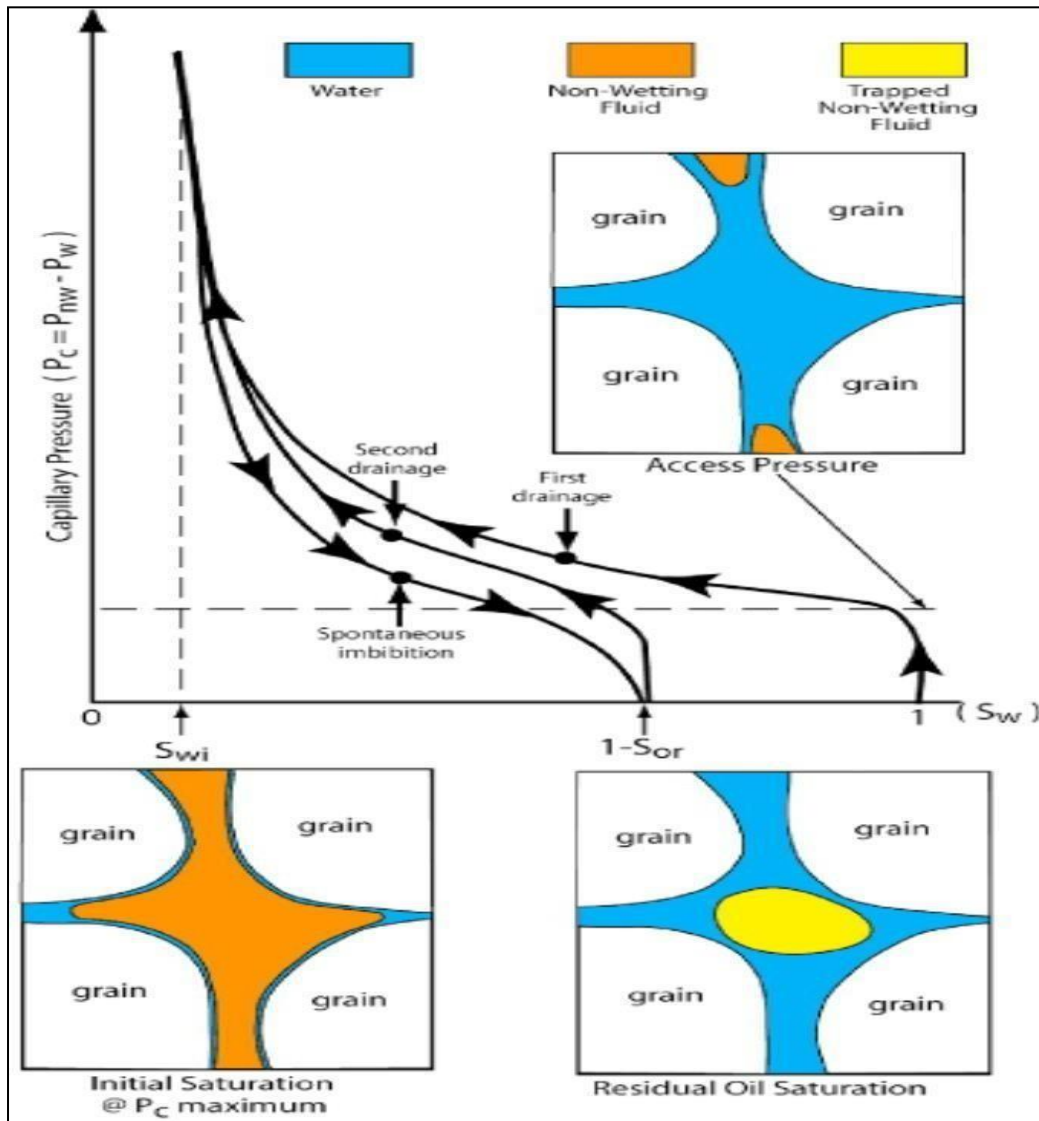 Water
Non-Wetting
Fluid
Trapped
Non-Wetting
Fluid
Capillary Pressure ( Pc = Pnw - Pw)
grain
grain
grain
grain
Access Pressure
Second
drainage
First
drainage
Spontaneous
imbibition
0
Swi
1-Sor
1
( Sw )
grain
grain
grain
grain
Initial Saturation
@ Pc maximum
grain
grain
grain
grain
Residual Oil Saturation